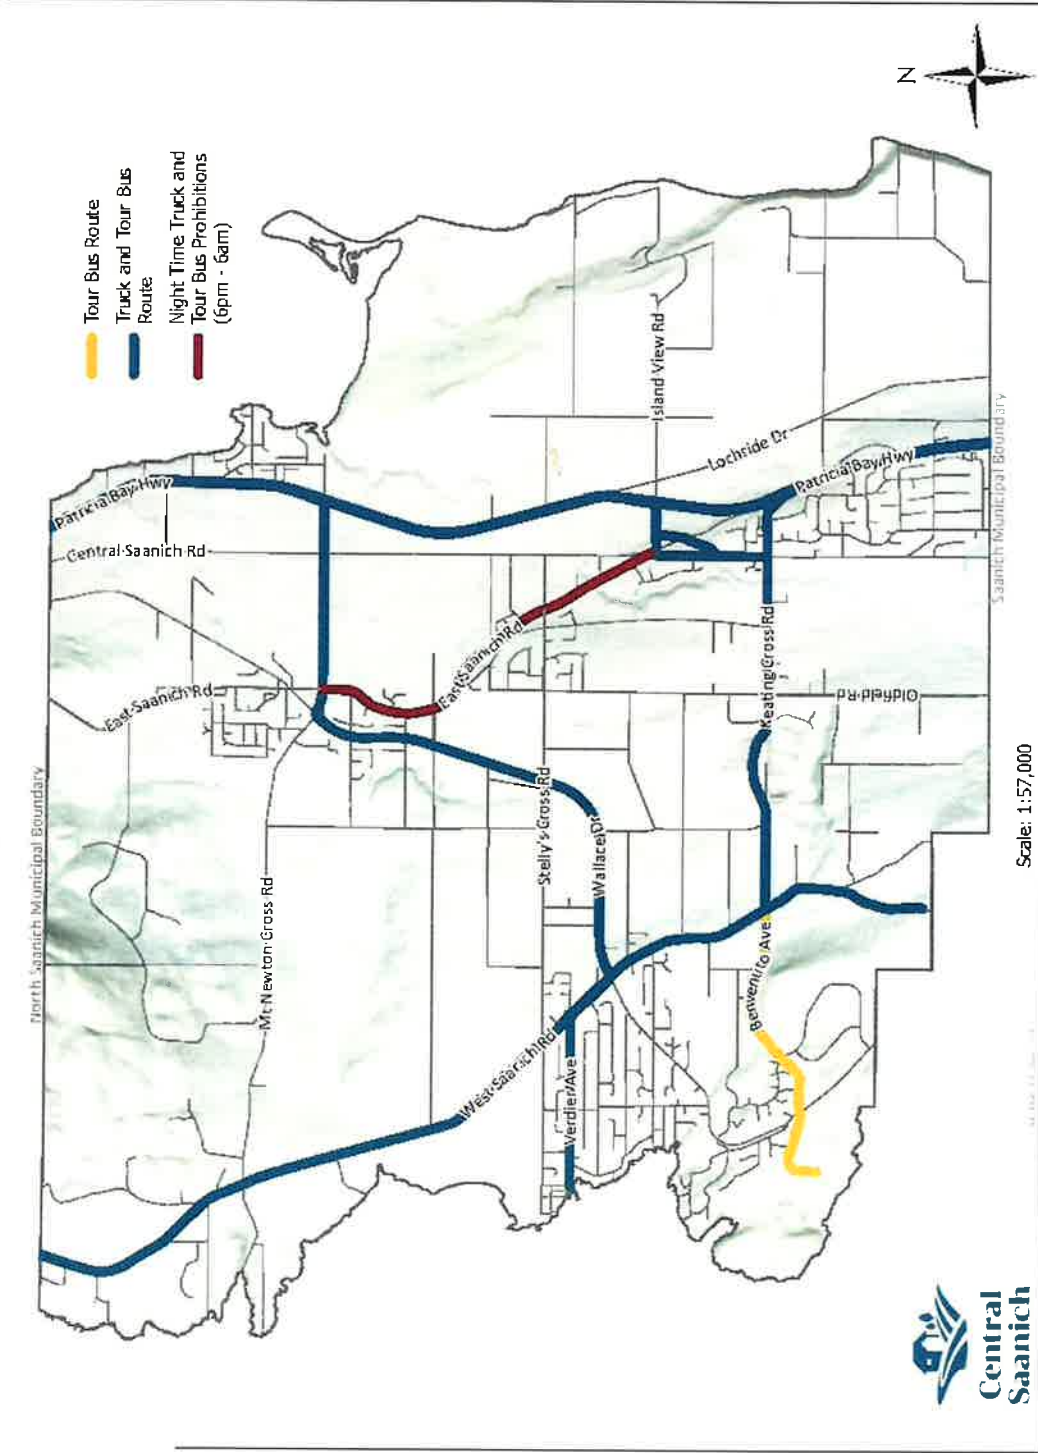 Tour Bus Route
Truck and Tour Bus
Route
Night Time Truck and
Tour Bus Prohibitions
(6pm - 6am)
N
North Saanich Municipal Boundary
Patricia Bay Hwy
Central Saanich Rd
East Saanich Rd
Mt Newton Cross Rd
East Saanich Rd
Stelly's Cross Rd
Wallace Dr
West Saanich Rd
Verdier Ave
Island View Rd
Lochside Dr
Patricia Bay Hwy
Keating Cross Rd
Oldfield Rd
Benvenuto Ave
Saanich Municipal Boundary
Scale: 1:57,000
Central
Saanich